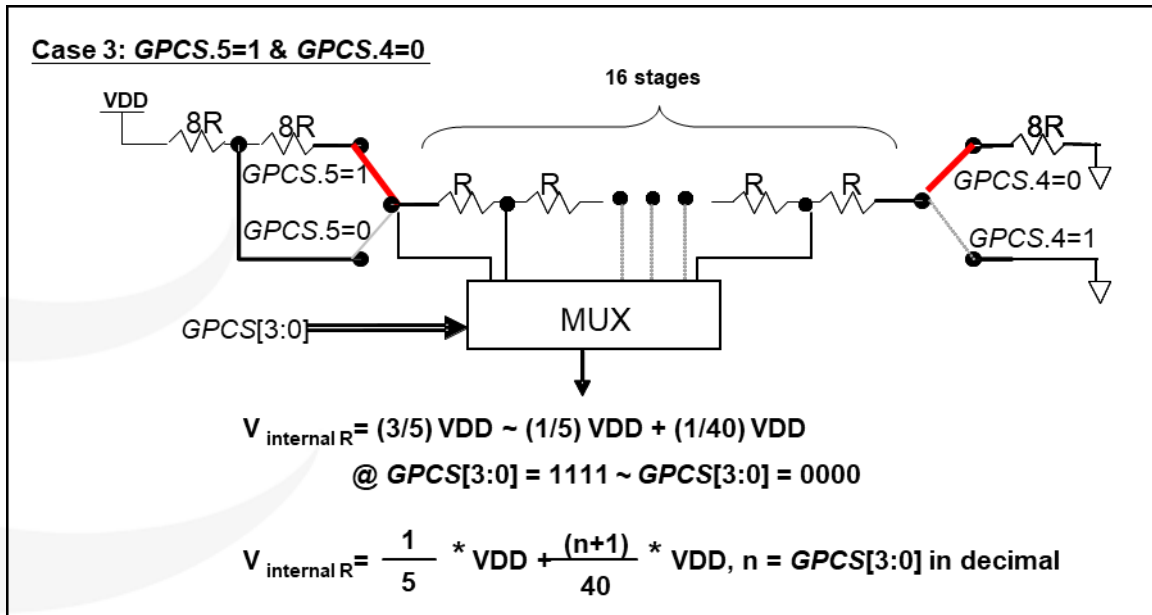 Case 3: GPCS.5=1 & GPCS.4=0
16 stages
VDD
8R
8R
8R
GPCS.5=1
R
R
R
R
GPCS.4=0
GPCS.5=0
GPCS.4=1
MUX
GPCS[3:0]
V internal R= (3/5) VDD ~ (1/5) VDD + (1/40) VDD
@ GPCS[3:0] = 1111 ~ GPCS[3:0] = 0000
V internal R= 1/5 * VDD + (n+1)/40 * VDD, n = GPCS[3:0] in decimal